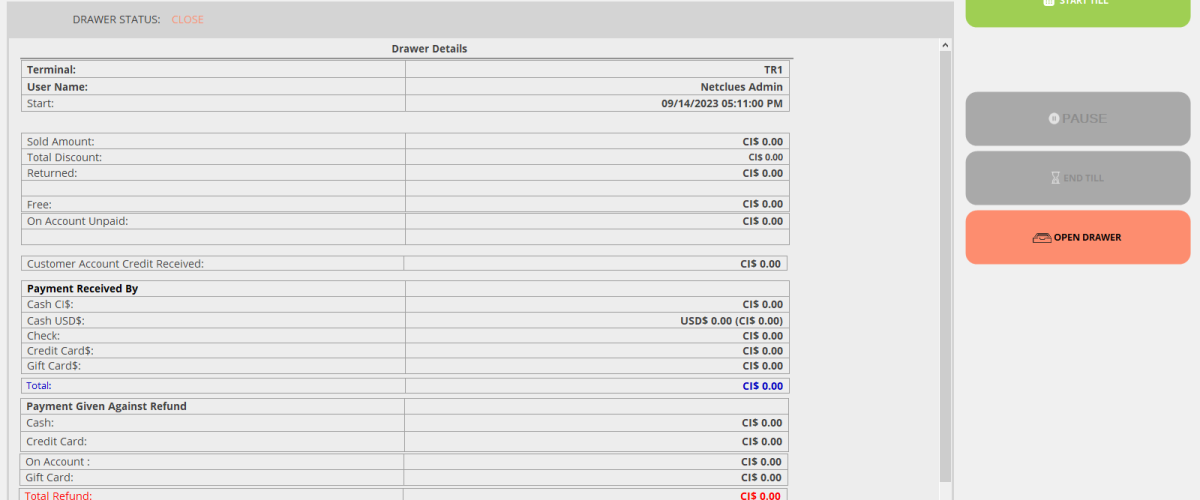 START TILL
DRAWER STATUS: CLOSE
Drawer Details
Terminal: TR1
User Name: Netclues Admin
Start: 09/14/2023 05:11:00 PM
Sold Amount: CI$ 0.00
Total Discount: CI$ 0.00
Returned: CI$ 0.00
Free: CI$ 0.00
On Account Unpaid: CI$ 0.00
Customer Account Credit Received: CI$ 0.00
Payment Received By
Cash CI$: CI$ 0.00
Cash USD$: USD$ 0.00 (CI$ 0.00)
Check: CI$ 0.00
Credit Card$: CI$ 0.00
Gift Card$: CI$ 0.00
Total: CI$ 0.00
Payment Given Against Refund
Cash: CI$ 0.00
Credit Card: CI$ 0.00
On Account : CI$ 0.00
Gift Card: CI$ 0.00
Total Refund: CI$ 0.00
PAUSE
END TILL
OPEN DRAWER